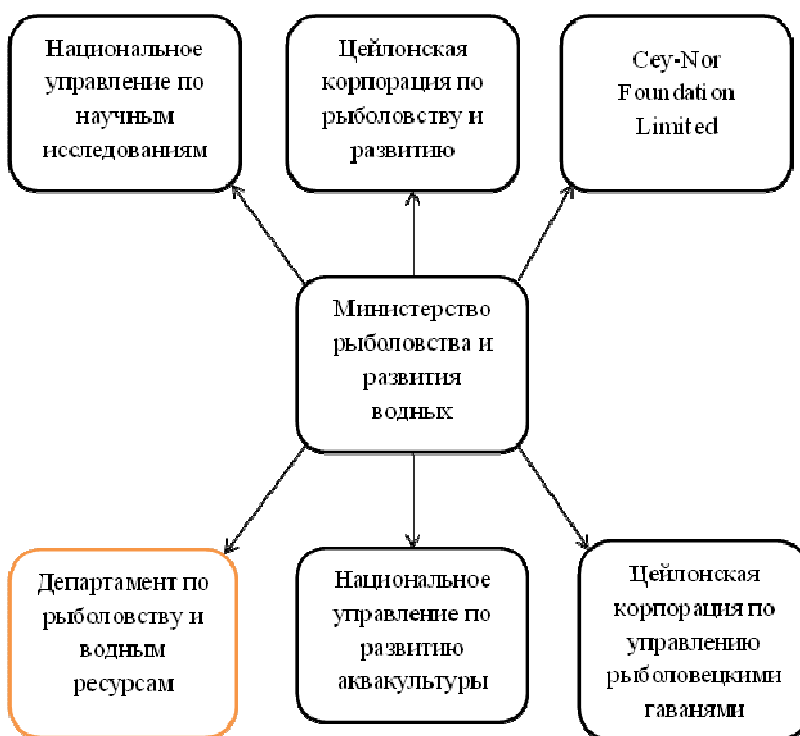 Национальное
управление по
научным
исследованиям
Цейлонская
корпорация по
рыболовству и
развитию
Cey-Nor
Foundation
Limited
Министерство
рыболовства и
развития
водных
Департамент по
рыболовству и
водным
ресурсам
Национальное
управление по
развитию
аквакультуры
Цейлонская
корпорация по
управлению
рыболовецкими
гаванями